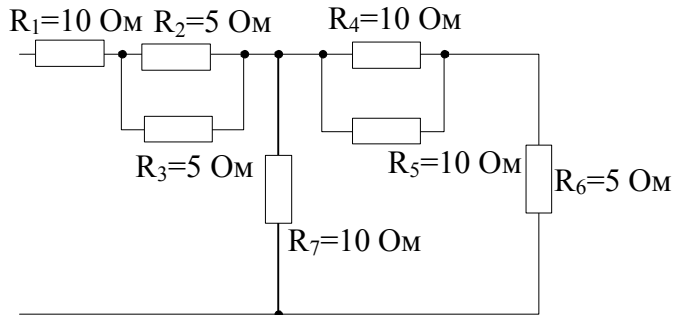 R₁=10 Ом
R₂=5 Ом
R₄=10 Ом
R₃=5 Ом
R₅=10 Ом
R₆=5 Ом
R₇=10 Ом